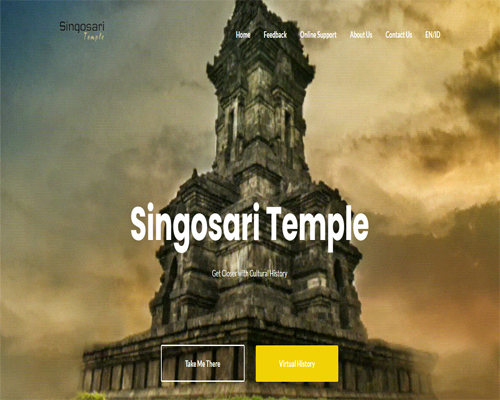 Singosari
Temple
Home Feedback Online Support About Us Contact Us EN/ID
Singosari Temple
Get Closer with Cultural History
Take Me There Virtual History